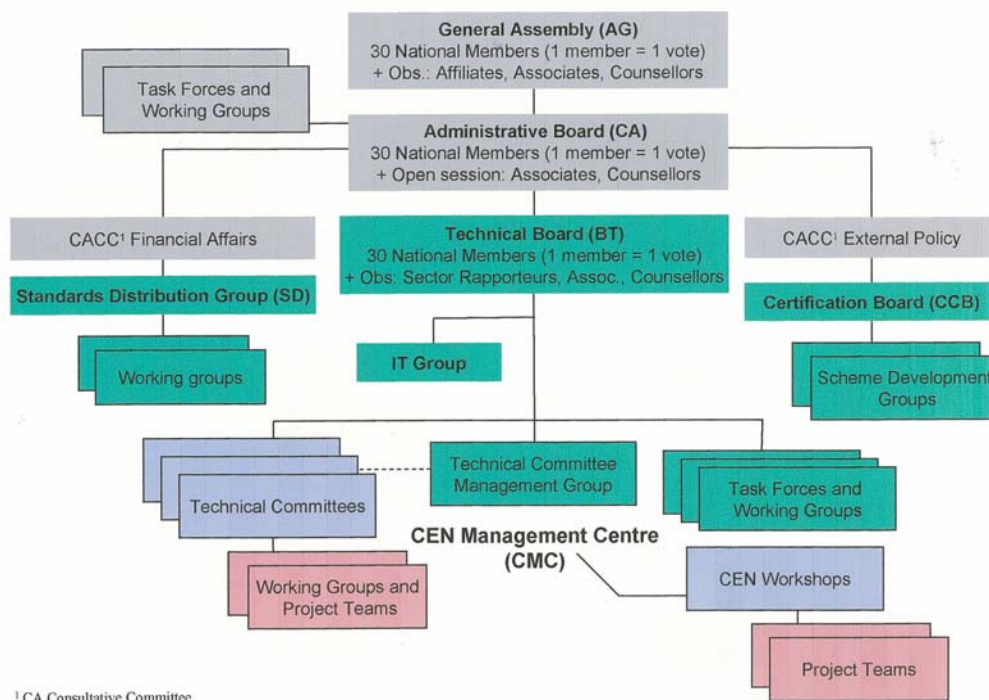 General Assembly (AG)
30 National Members (1 member = 1 vote)
+ Obs.: Affiliates, Associates, Counsellors
Task Forces and
Working Groups
Administrative Board (CA)
30 National Members (1 member = 1 vote)
+ Open session: Associates, Counsellors
CACC¹ Financial Affairs
Technical Board (BT)
30 National Members (1 member = 1 vote)
+ Obs: Sector Rapporteurs, Assoc., Counsellors
CACC¹ External Policy
Standards Distribution Group (SD)
Certification Board (CCB)
IT Group
Working groups
Scheme Development
Groups
Technical Committees
Technical Committee
Management Group
Task Forces and
Working Groups
CEN Management Centre
(CMC)
Working Groups and
Project Teams
CEN Workshops
Project Teams
¹ CA Consultative Committee